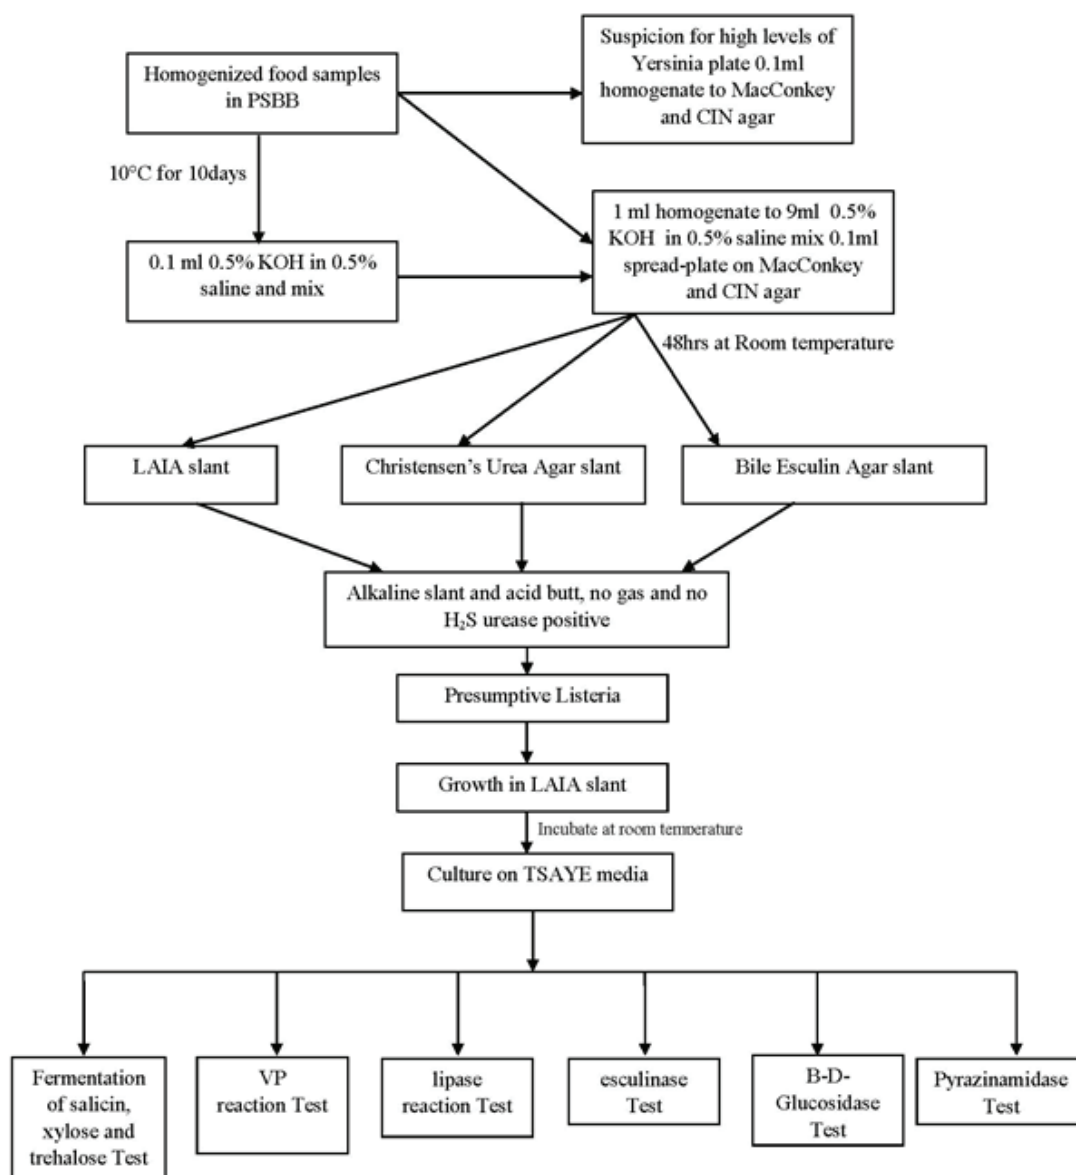 Homogenized food samples
in PSBB
Suspicion for high levels of
Yersinia plate 0.1ml
homogenate to MacConkey
and CIN agar
10°C for 10days
0.1 ml 0.5% KOH in 0.5%
saline and mix
1 ml homogenate to 9ml 0.5%
KOH in 0.5% saline mix 0.1ml
spread-plate on MacConkey
and CIN agar
48hrs at Room temperature
LAIA slant
Christensen's Urea Agar slant
Bile Esculin Agar slant
Alkaline slant and acid butt, no gas and no
H₂S urease positive
Presumptive Listeria
Growth in LAIA slant
Incubate at room temperature
Culture on TSAYE media
Fermentation
of salicin,
xylose and
trehalose Test
VP
reaction Test
lipase
reaction Test
esculinase
Test
B-D-
Glucosidase
Test
Pyrazinamidase
Test